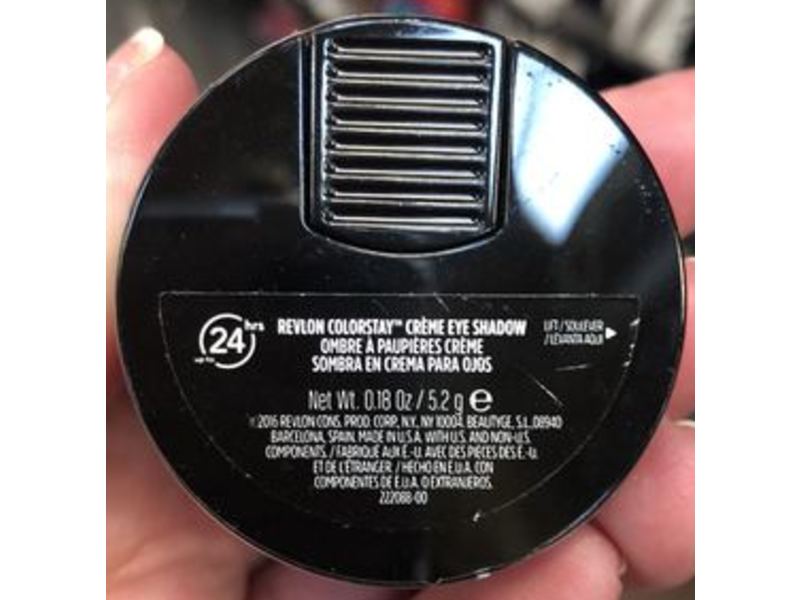 up to 24 hrs
REVLON COLORSTAY™ CRÈME EYE SHADOW
OMBRE À PAUPIÈRES CRÈME
SOMBRA EN CREMA PARA OJOS
LIFT / SOULEVER
/ LEVANTA AQUÍ
Net Wt. 0.18 Oz / 5.2 g ℮
©2016 REVLON CONS. PROD. CORP., N.Y., NY 10004. BEAUTYGE, S.L., 08940
BARCELONA, SPAIN. MADE IN U.S.A. WITH U.S. AND NON-U.S.
COMPONENTS. / FABRIQUÉ AUX É.-U. AVEC DES PIÈCES DES É.-U.
ET DE L'ÉTRANGER. / HECHO EN E.U.A. CON
COMPONENTES DE E.U.A. O EXTRANJEROS.
222088-00